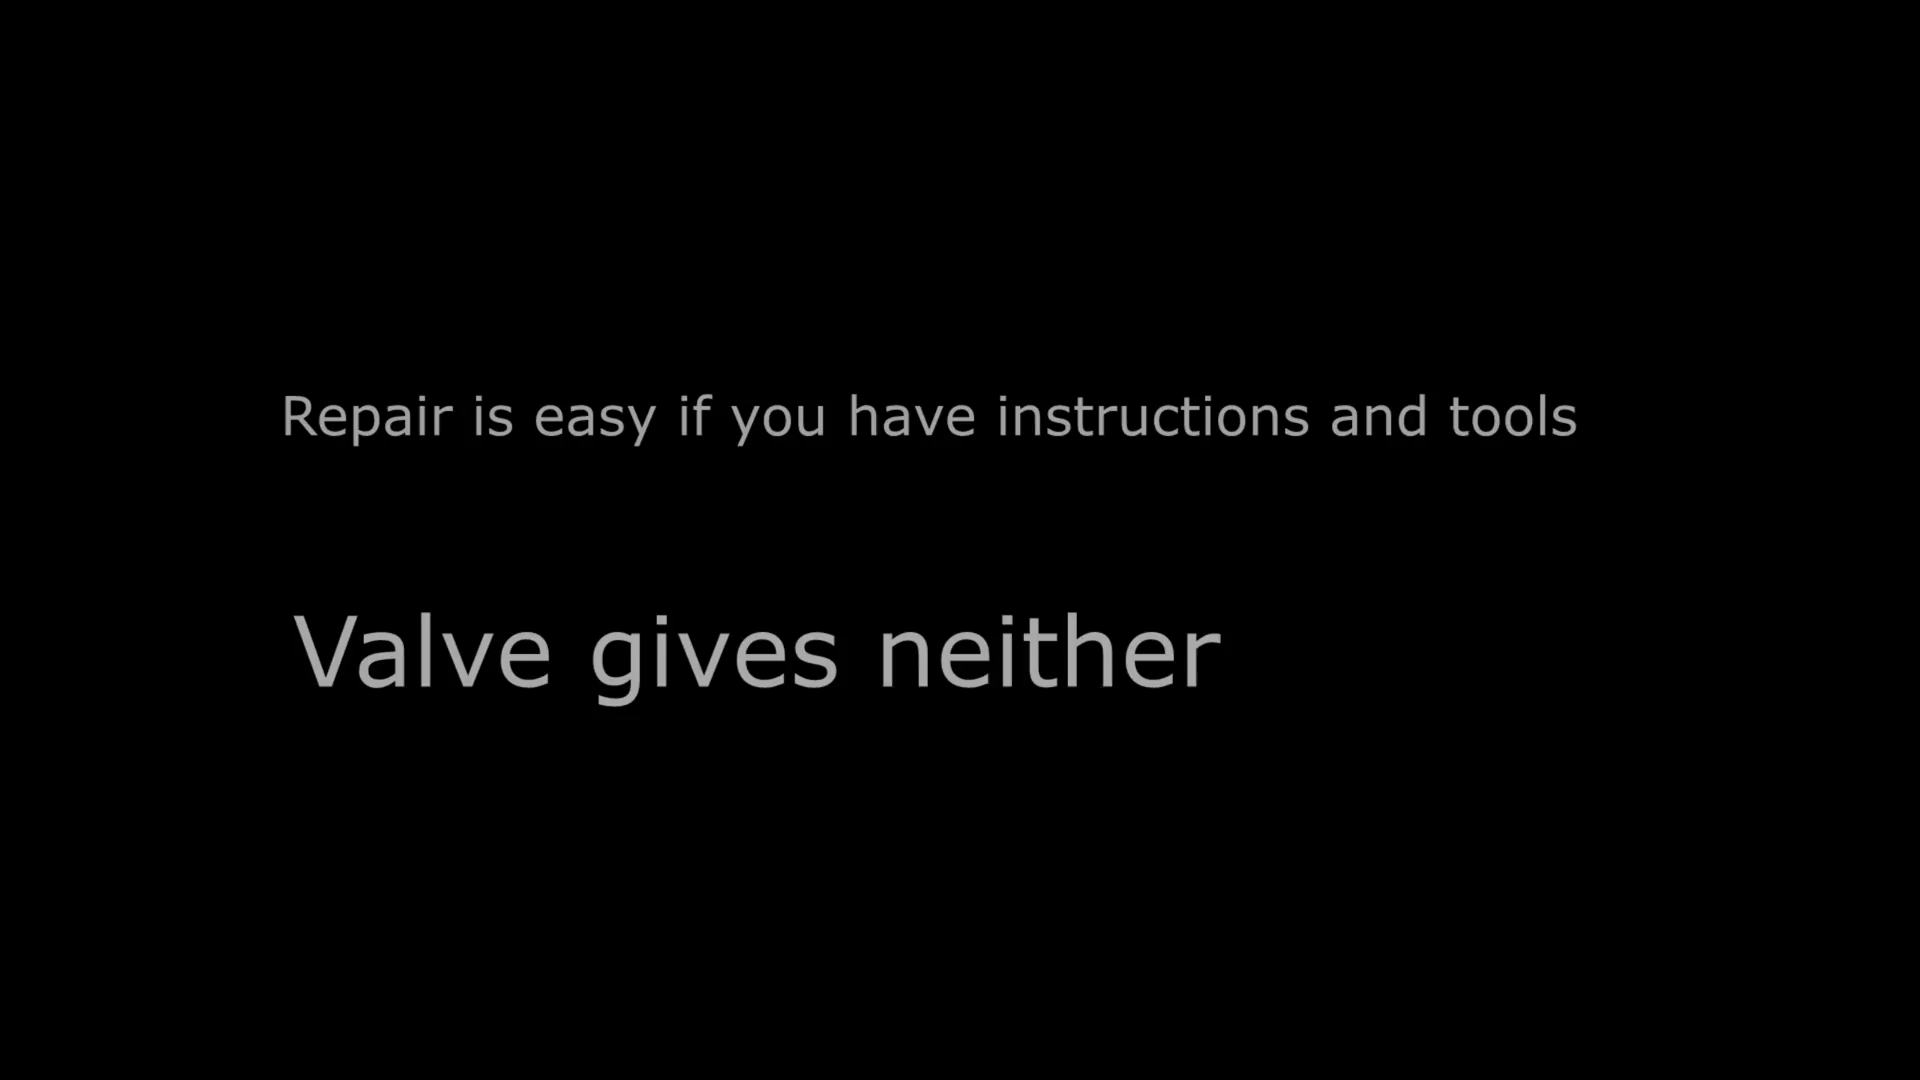 Repair is easy if you have instructions and tools
Valve gives neither